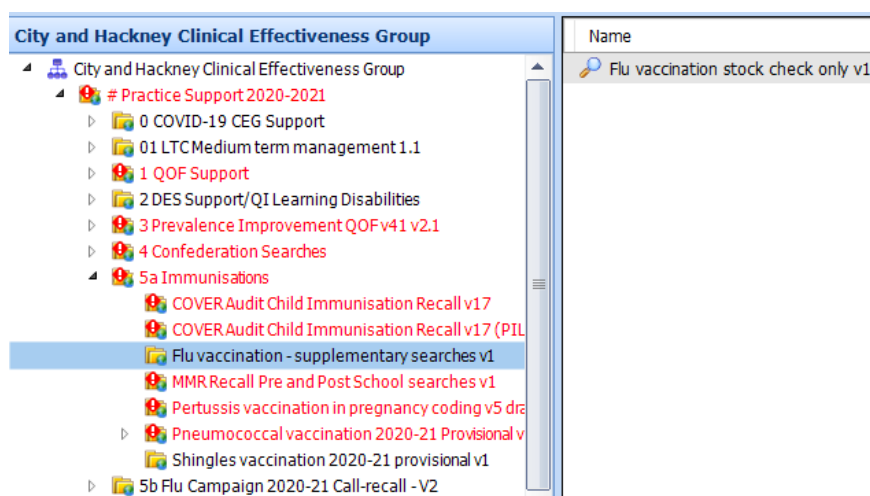 City and Hackney Clinical Effectiveness Group
Name
City and Hackney Clinical Effectiveness Group
Flu vaccination stock check only v1
# Practice Support 2020-2021
0 COVID-19 CEG Support
01 LTC Medium term management 1.1
1 QOF Support
2 DES Support/QI Learning Disabilities
3 Prevalence Improvement QOF v41 v2.1
4 Confederation Searches
5a Immunisations
COVER Audit Child Immunisation Recall v17
COVER Audit Child Immunisation Recall v17 (PIL
Flu vaccination - supplementary searches v1
MMR Recall Pre and Post School searches v1
Pertussis vaccination in pregnancy coding v5 dra
Pneumococcal vaccination 2020-21 Provisional v
Shingles vaccination 2020-21 provisional v1
5b Flu Campaign 2020-21 Call-recall - V2